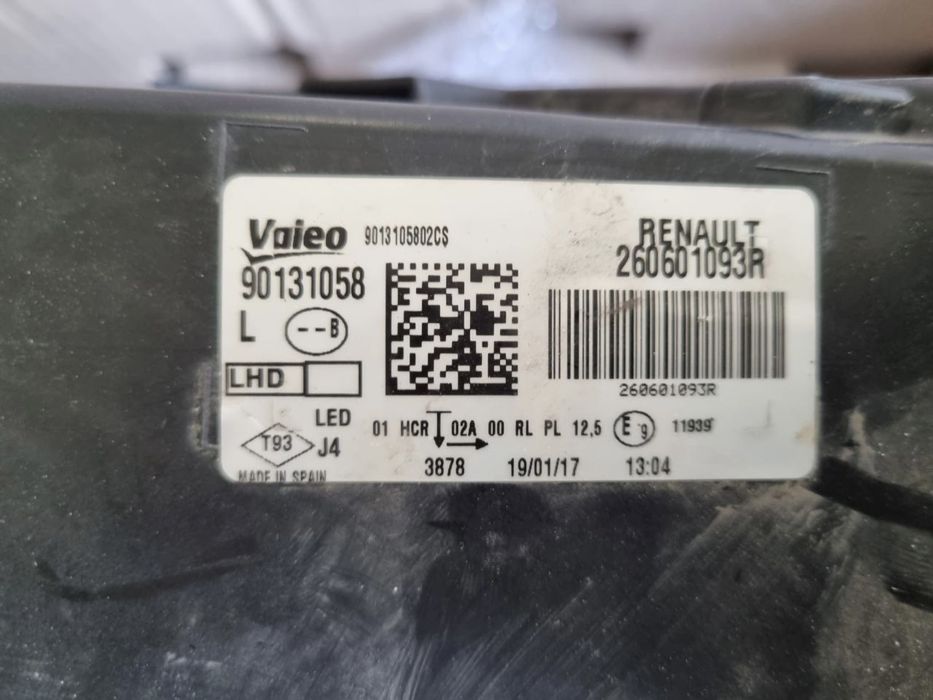 Vaieo 9013105802CS
90131058
RENAULT
260601093R
L --B
260601093R
LHD
LED
T93 J4
01 HCR 02A 00 RL PL 12,5 E9 11939
MADE IN SPAIN 3878 19/01/17 13:04